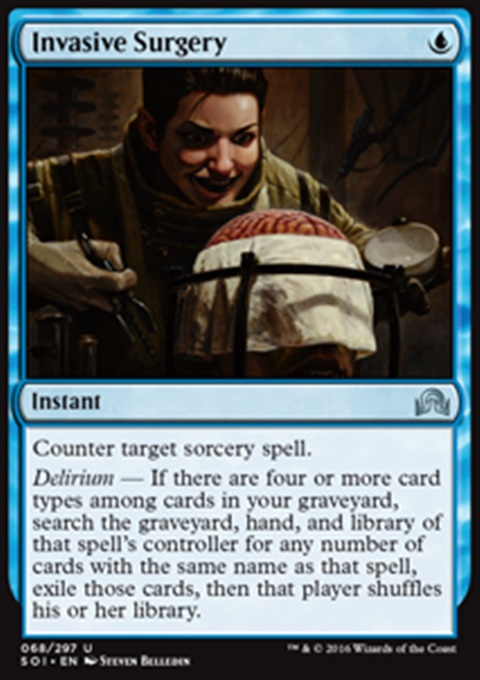 Invasive Surgery
Instant
Counter target sorcery spell.
Delirium — If there are four or more card
types among cards in your graveyard,
search the graveyard, hand, and library of
that spell's controller for any number of
cards with the same name as that spell,
exile those cards, then that player shuffles
his or her library.
068/297 U
SOI • EN Steven Belledin
™ & © 2016 Wizards of the Coast